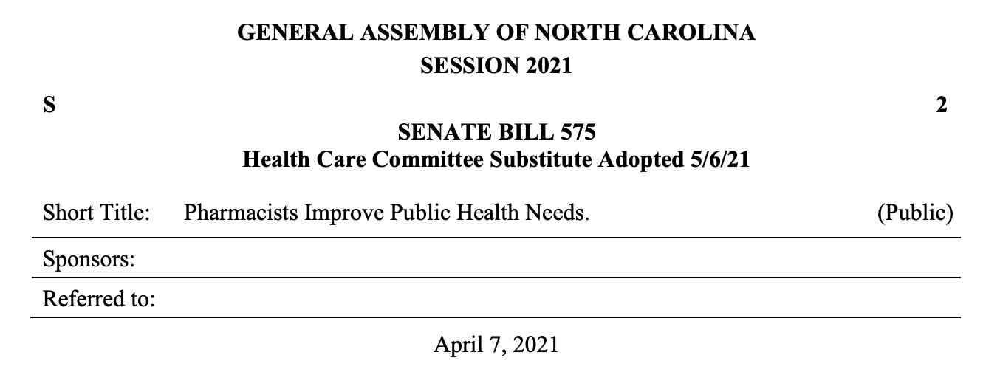 GENERAL ASSEMBLY OF NORTH CAROLINA
SESSION 2021
S 2
SENATE BILL 575
Health Care Committee Substitute Adopted 5/6/21
Short Title: Pharmacists Improve Public Health Needs. (Public)
Sponsors:
Referred to:
April 7, 2021